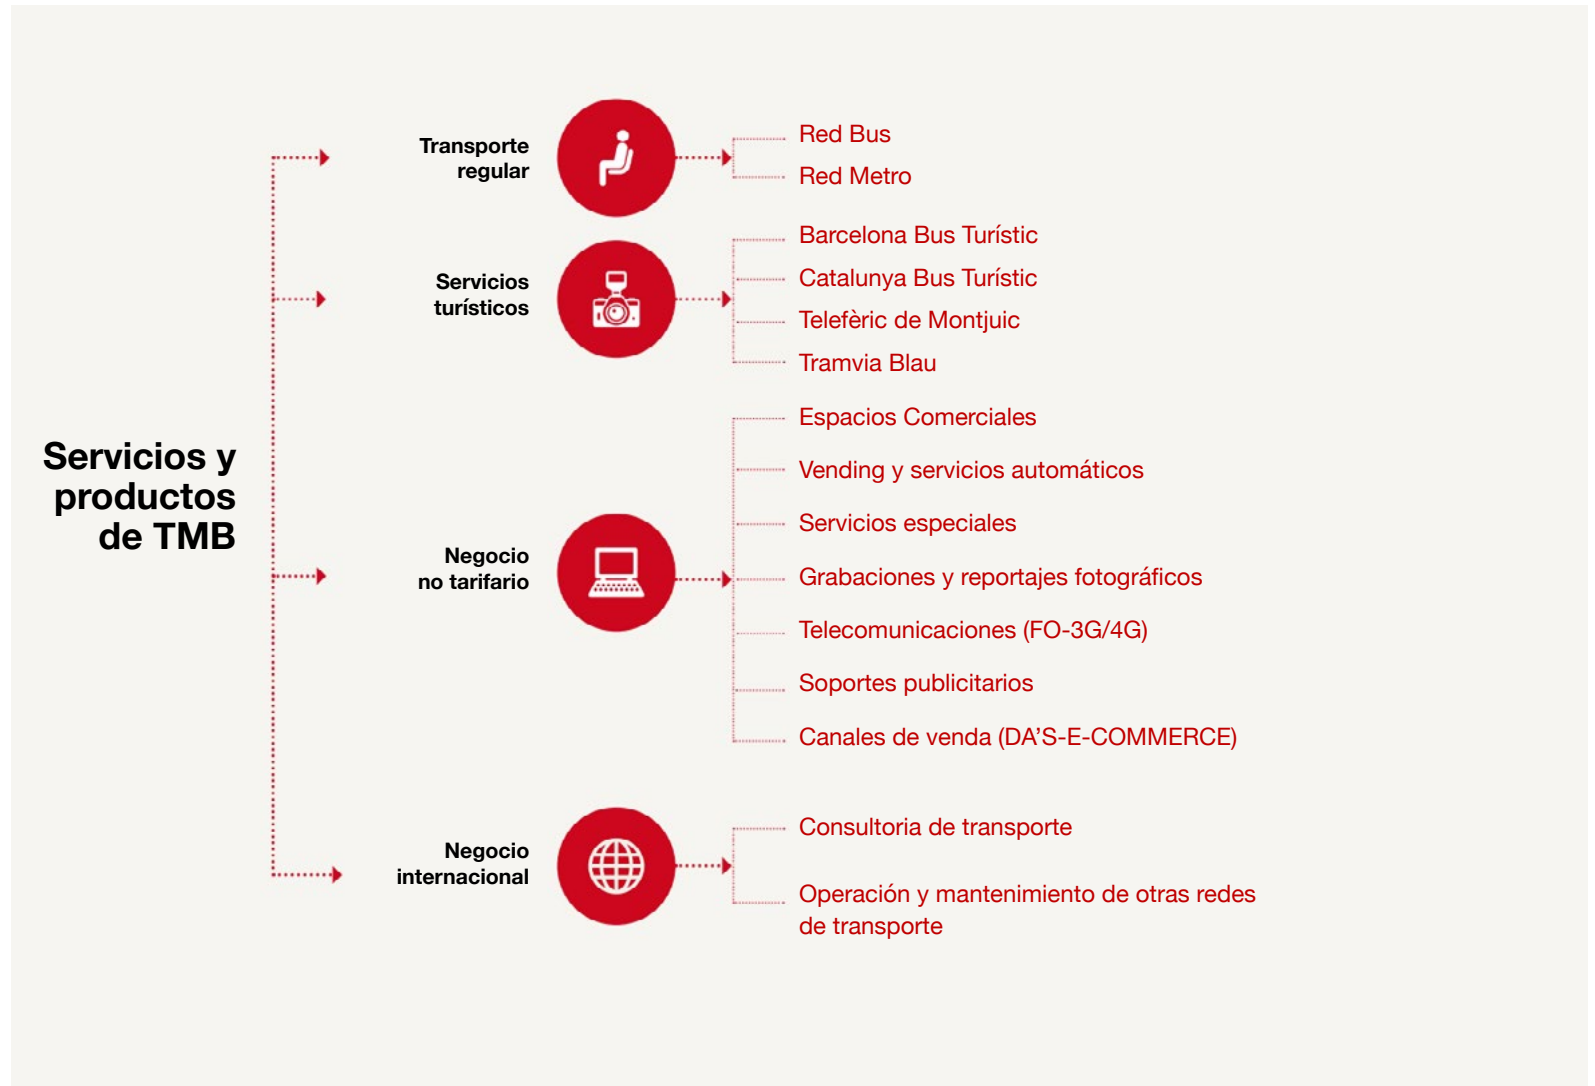 Servicios y
productos
de TMB
Transporte
regular
Red Bus
Red Metro
Servicios
turísticos
Barcelona Bus Turístic
Catalunya Bus Turístic
Telefèric de Montjuic
Tramvia Blau
Negocio
no tarifario
Espacios Comerciales
Vending y servicios automáticos
Servicios especiales
Grabaciones y reportajes fotográficos
Telecomunicaciones (FO-3G/4G)
Soportes publicitarios
Canales de venda (DA’S-E-COMMERCE)
Negocio
internacional
Consultoria de transporte
Operación y mantenimiento de otras redes
de transporte